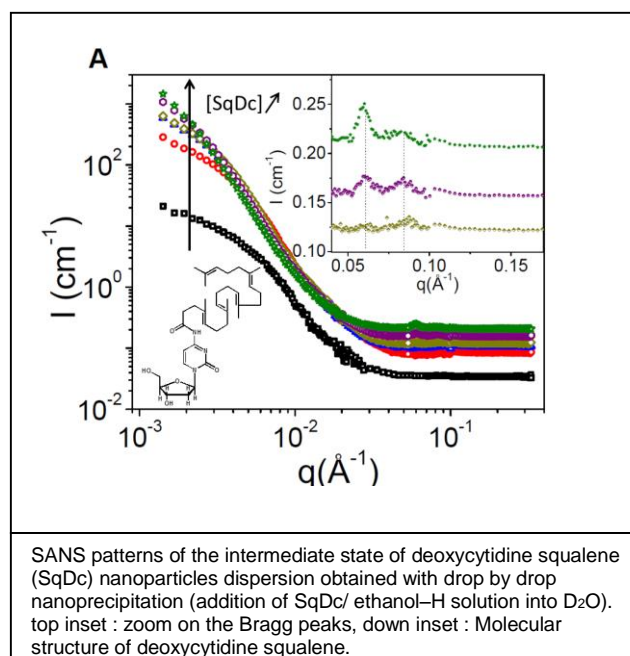 A
[SqDc]
I (cm⁻¹)
10²
10⁰
10⁻²
10⁻³
10⁻²
10⁻¹
q(Å⁻¹)
I (cm⁻¹)
0.25
0.20
0.15
0.10
0.05
0.10
0.15
q(Å⁻¹)
O
NH
N
N
O
HO
O
H
H
H
H
OH
SANS patterns of the intermediate state of deoxycytidine squalene
(SqDc) nanoparticles dispersion obtained with drop by drop
nanoprecipitation (addition of SqDc/ ethanol–H solution into D₂O).
top inset : zoom on the Bragg peaks, down inset : Molecular
structure of deoxycytidine squalene.